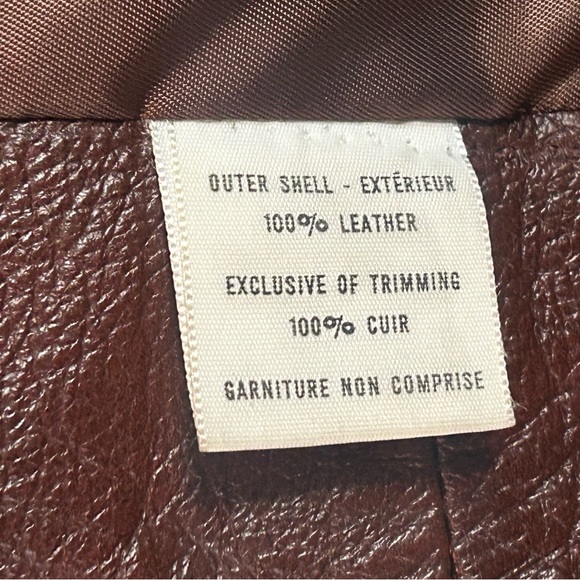 OUTER SHELL - EXTÉRIEUR
100% LEATHER
EXCLUSIVE OF TRIMMING
100% CUIR
GARNITURE NON COMPRISE